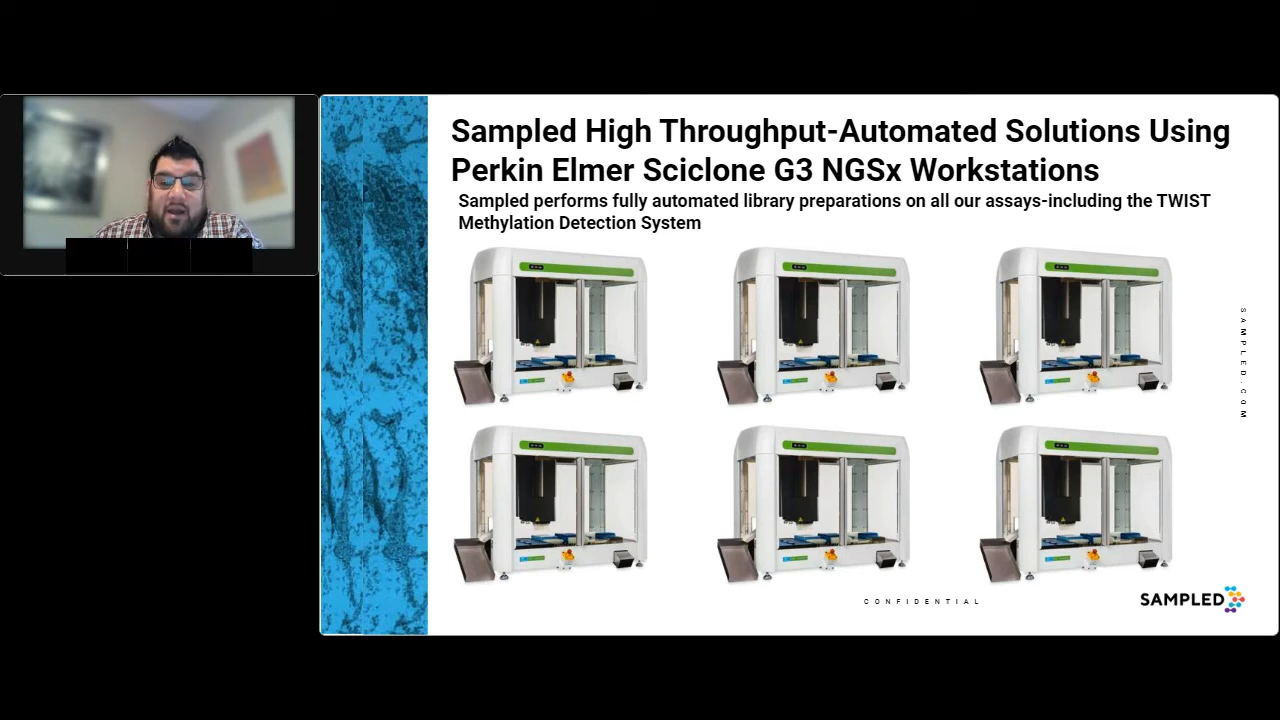 Sampled High Throughput-Automated Solutions Using
Perkin Elmer Sciclone G3 NGSx Workstations
Sampled performs fully automated library preparations on all our assays-including the TWIST
Methylation Detection System
SAMPLED.COM
CONFIDENTIAL
SAMPLED